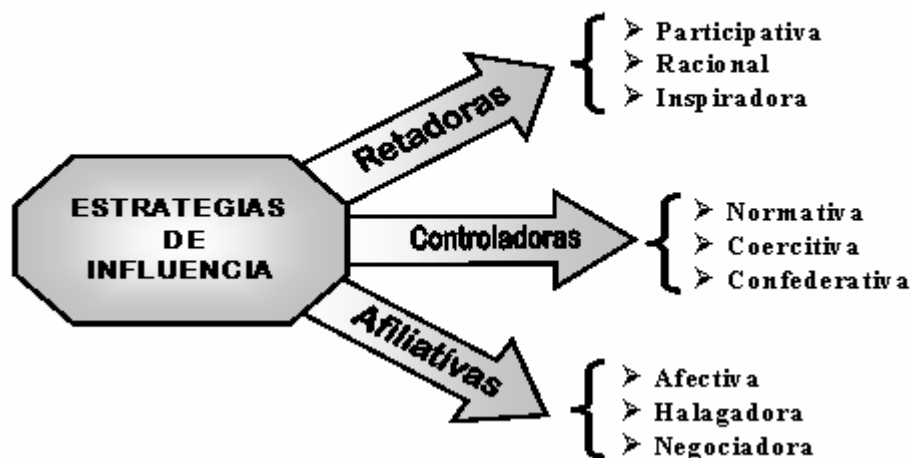 ESTRATEGIAS
DE
INFLUENCIA
Retadoras
➢ Participativa
➢ Racional
➢ Inspiradora
Controladoras
➢ Normativa
➢ Coercitiva
➢ Confederativa
Afiliativas
➢ Afectiva
➢ Halagadora
➢ Negociadora